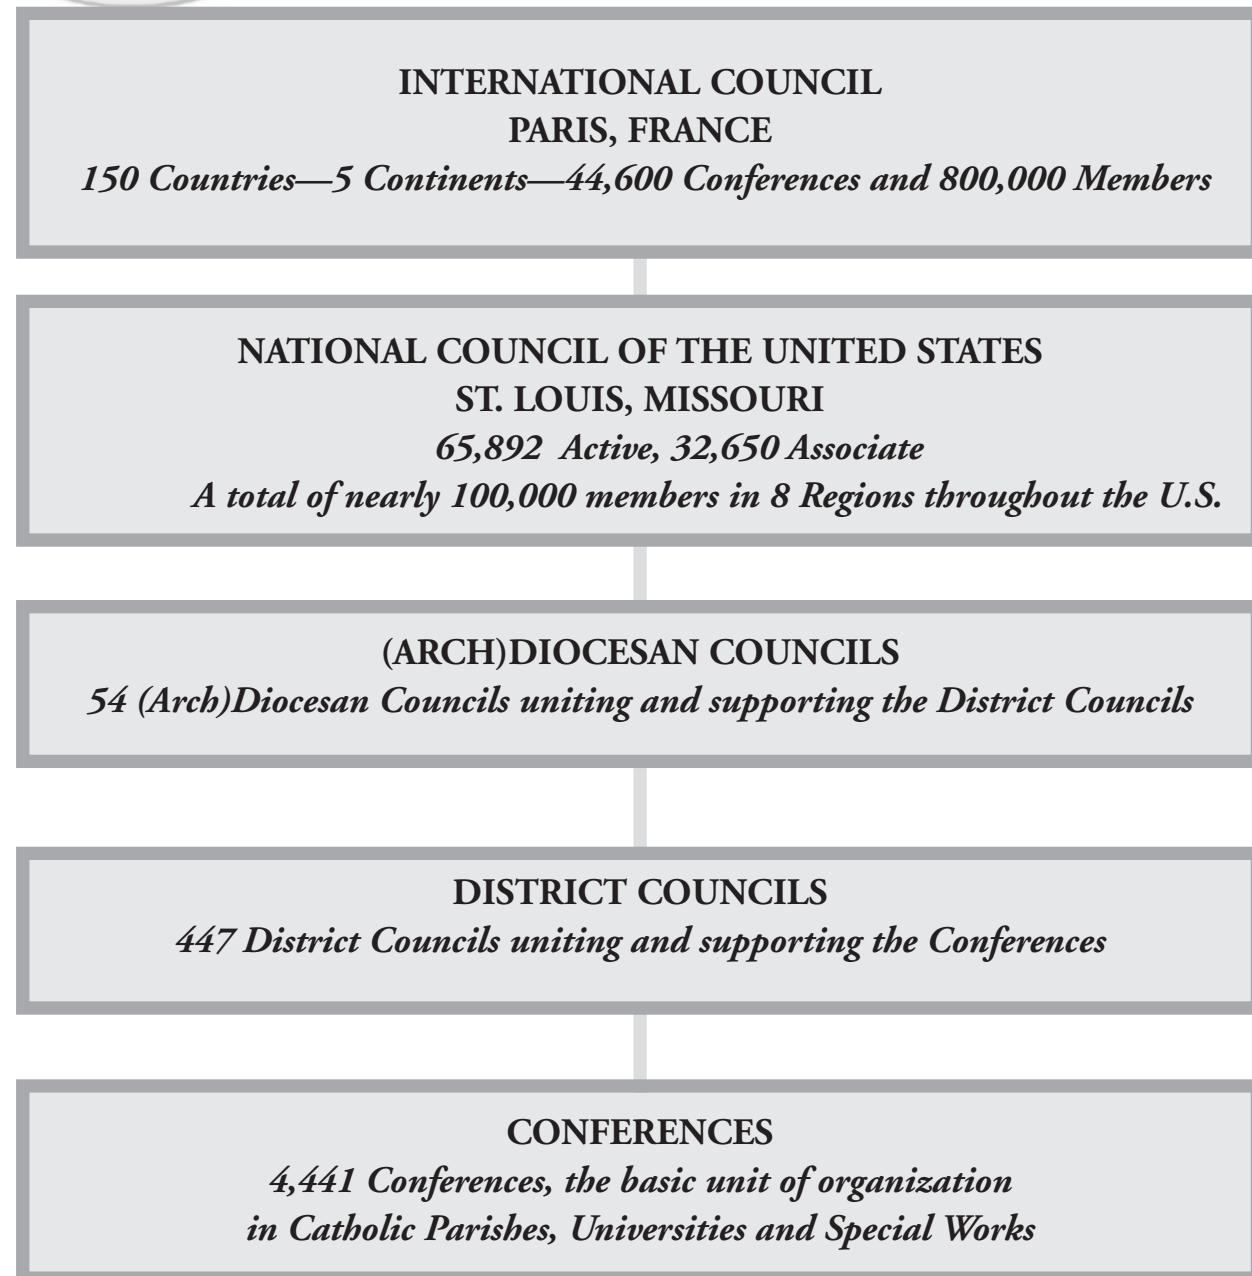 INTERNATIONAL COUNCIL
PARIS, FRANCE
150 Countries—5 Continents—44,600 Conferences and 800,000 Members
NATIONAL COUNCIL OF THE UNITED STATES
ST. LOUIS, MISSOURI
65,892 Active, 32,650 Associate
A total of nearly 100,000 members in 8 Regions throughout the U.S.
(ARCH)DIOCESAN COUNCILS
54 (Arch)Diocesan Councils uniting and supporting the District Councils
DISTRICT COUNCILS
447 District Councils uniting and supporting the Conferences
CONFERENCES
4,441 Conferences, the basic unit of organization
in Catholic Parishes, Universities and Special Works